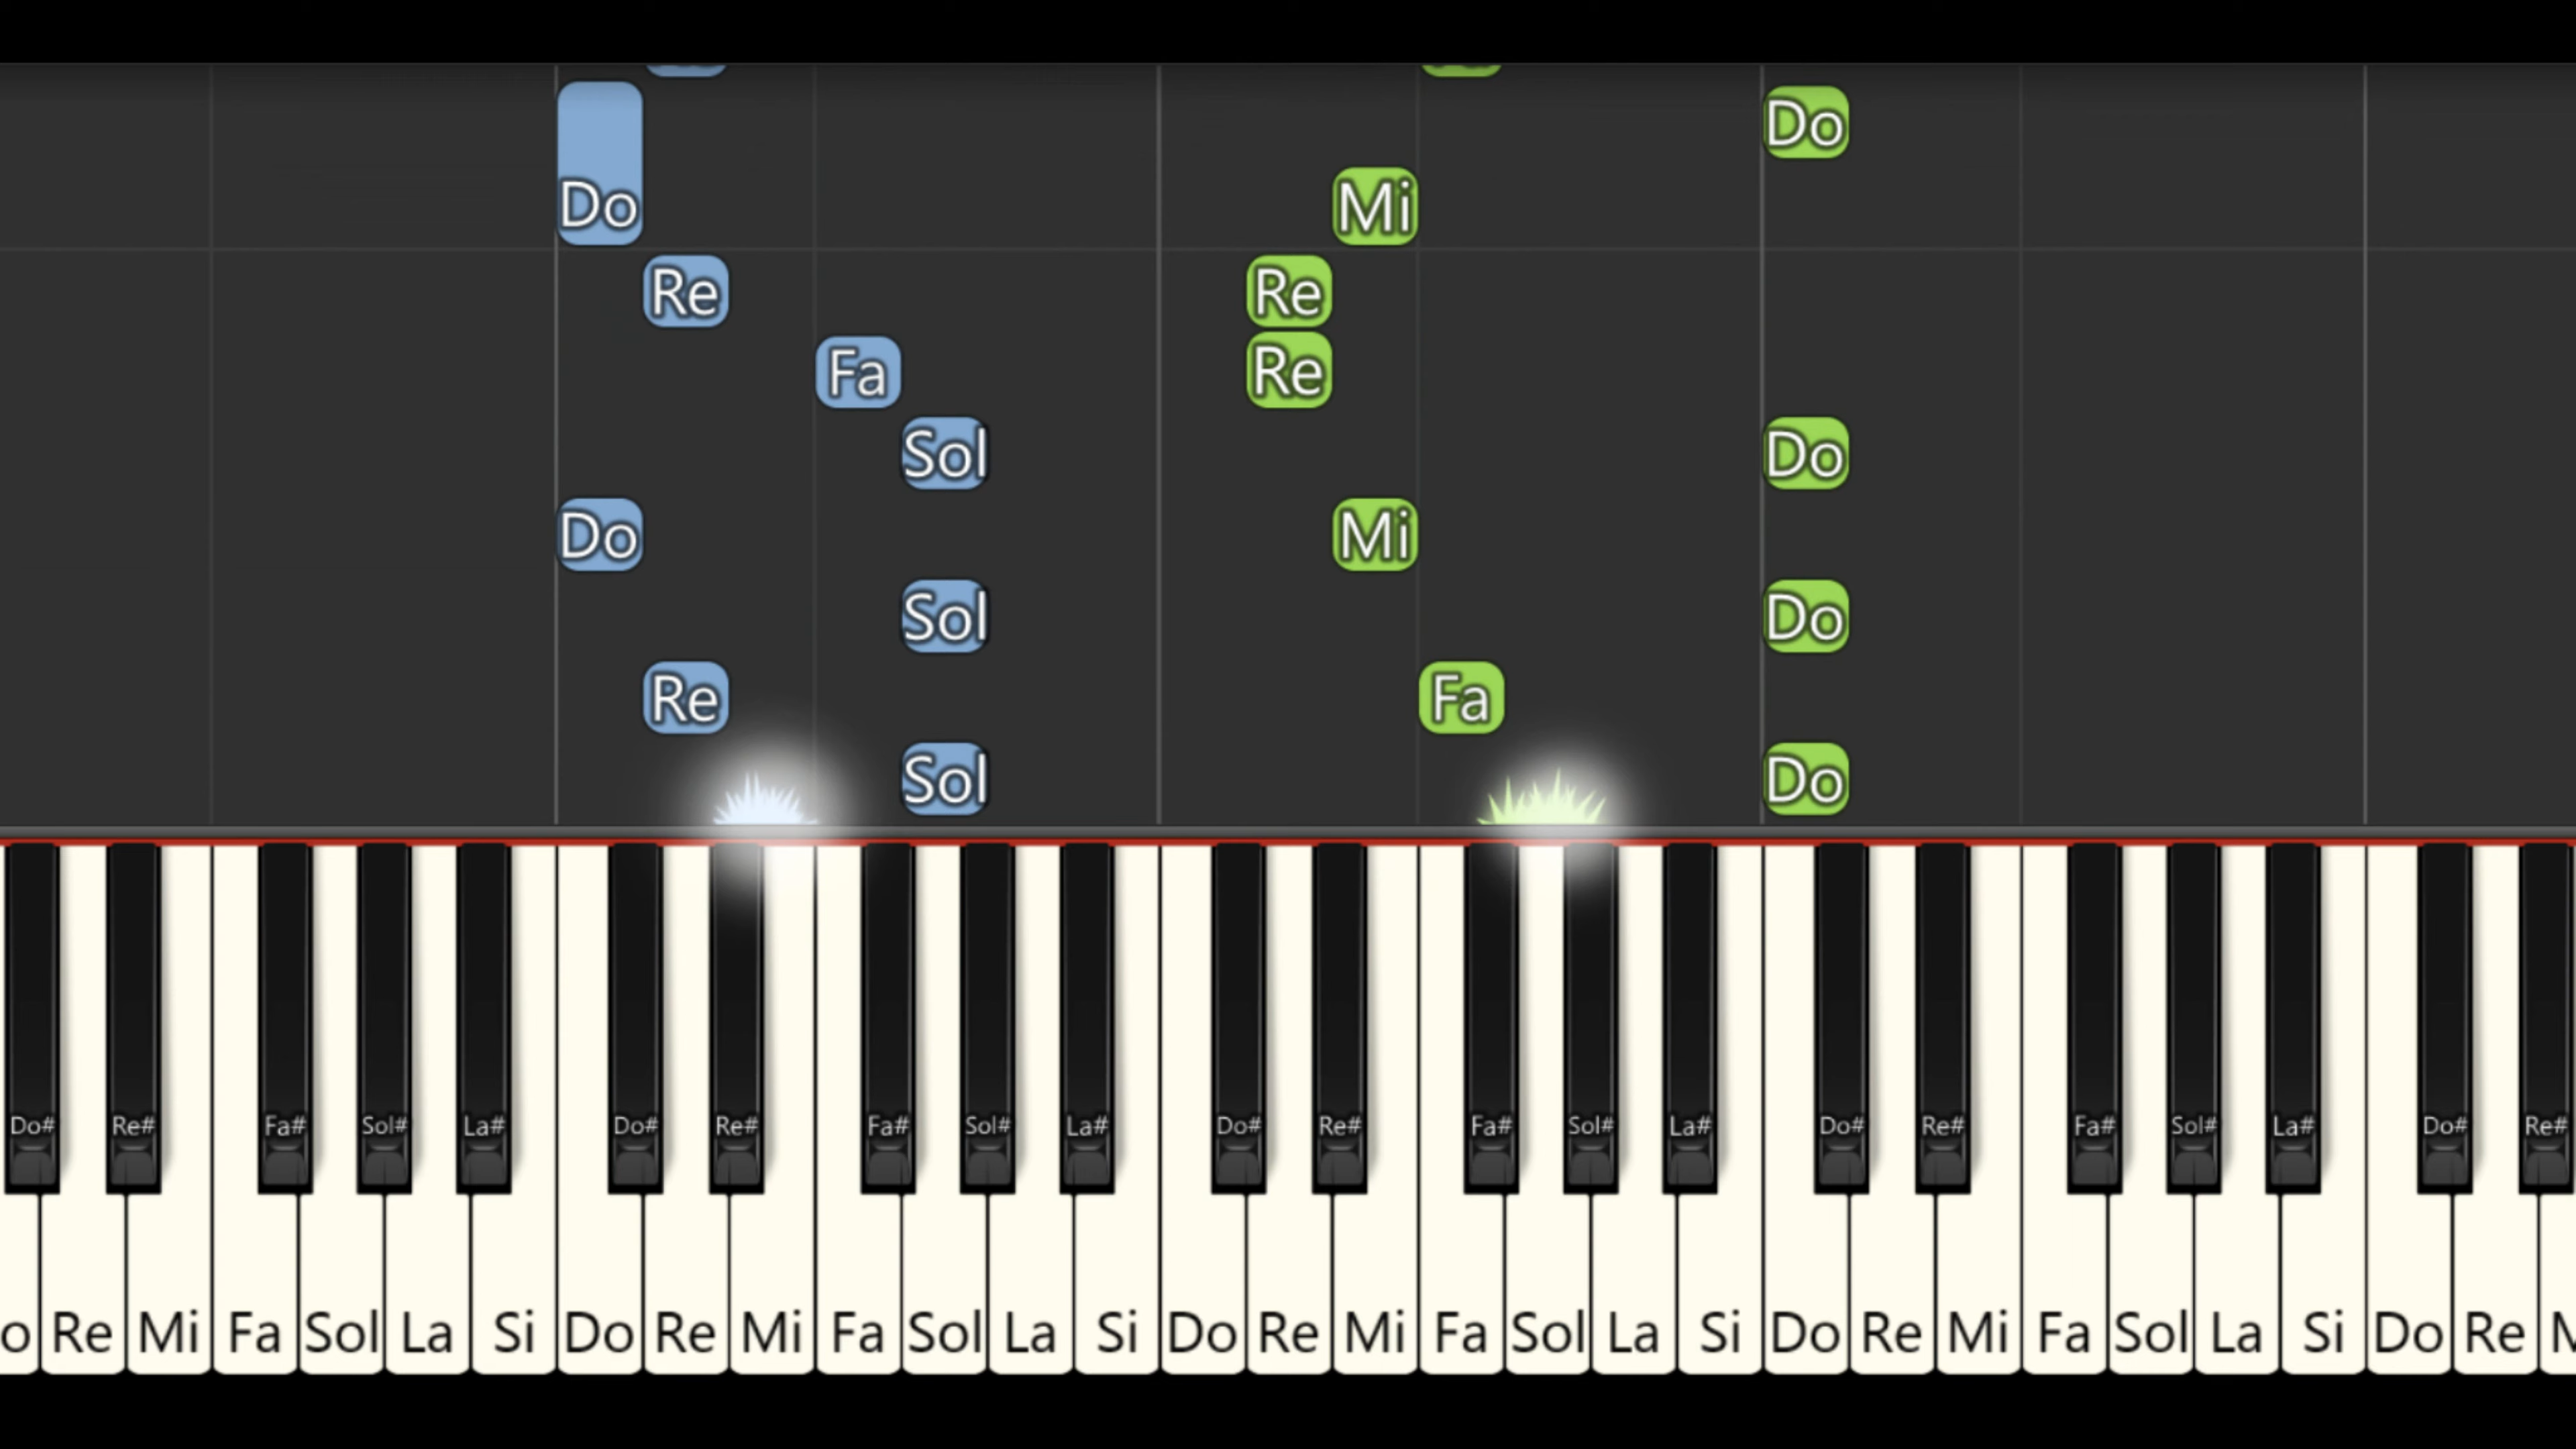 Do
Do Mi
Re Re
Fa Re
Sol Do
Do Mi
Sol Do
Re Fa
Sol Do
Do# Re# Fa# Sol# La# Do# Re# Fa# Sol# La# Do# Re# Fa# Sol# La# Do# Re# Fa# Sol# La# Do# Re#
o Re Mi Fa Sol La Si Do Re Mi Fa Sol La Si Do Re Mi Fa Sol La Si Do Re Mi Fa Sol La Si Do Re M